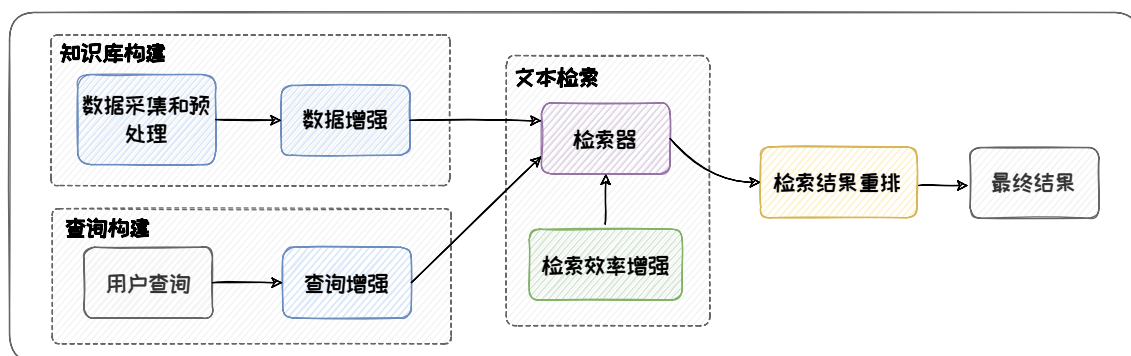 知识库构建
数据采集和预
处理
数据增强
查询构建
用户查询
查询增强
文本检索
检索器
检索效率增强
检索结果重排
最终结果